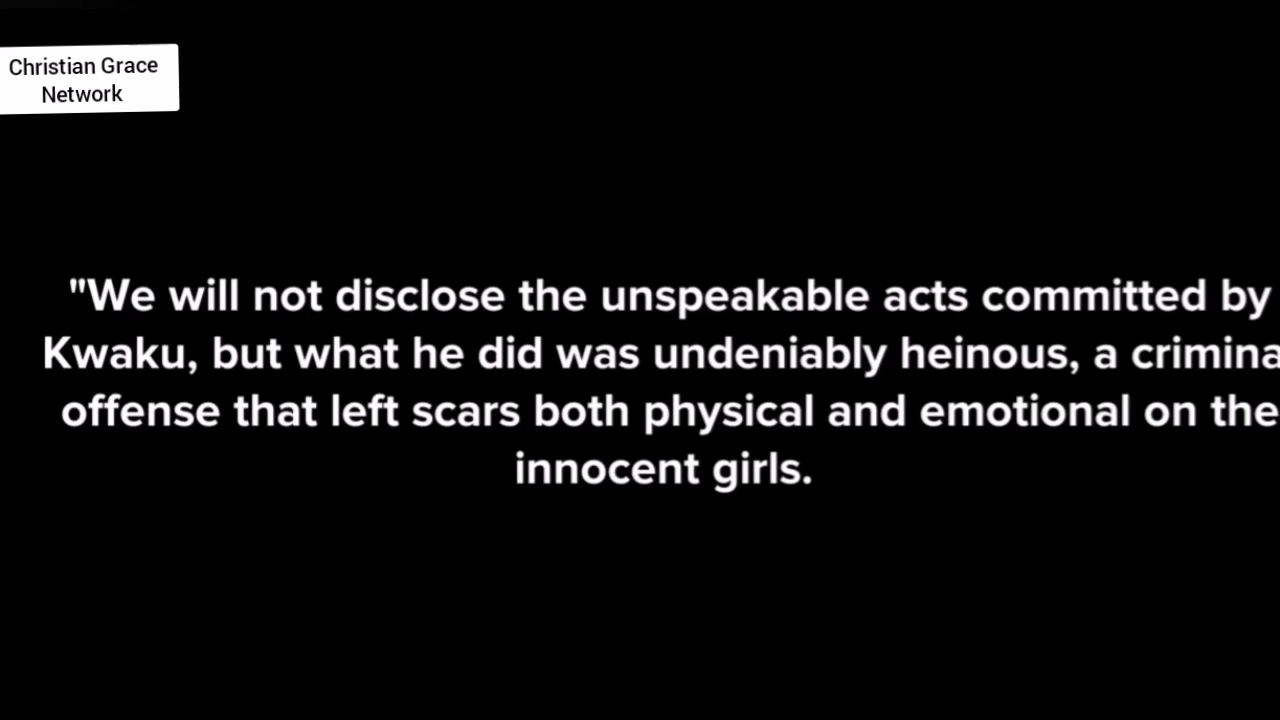 Christian Grace
Network
"We will not disclose the unspeakable acts committed by
Kwaku, but what he did was undeniably heinous, a crimina
offense that left scars both physical and emotional on the
innocent girls.